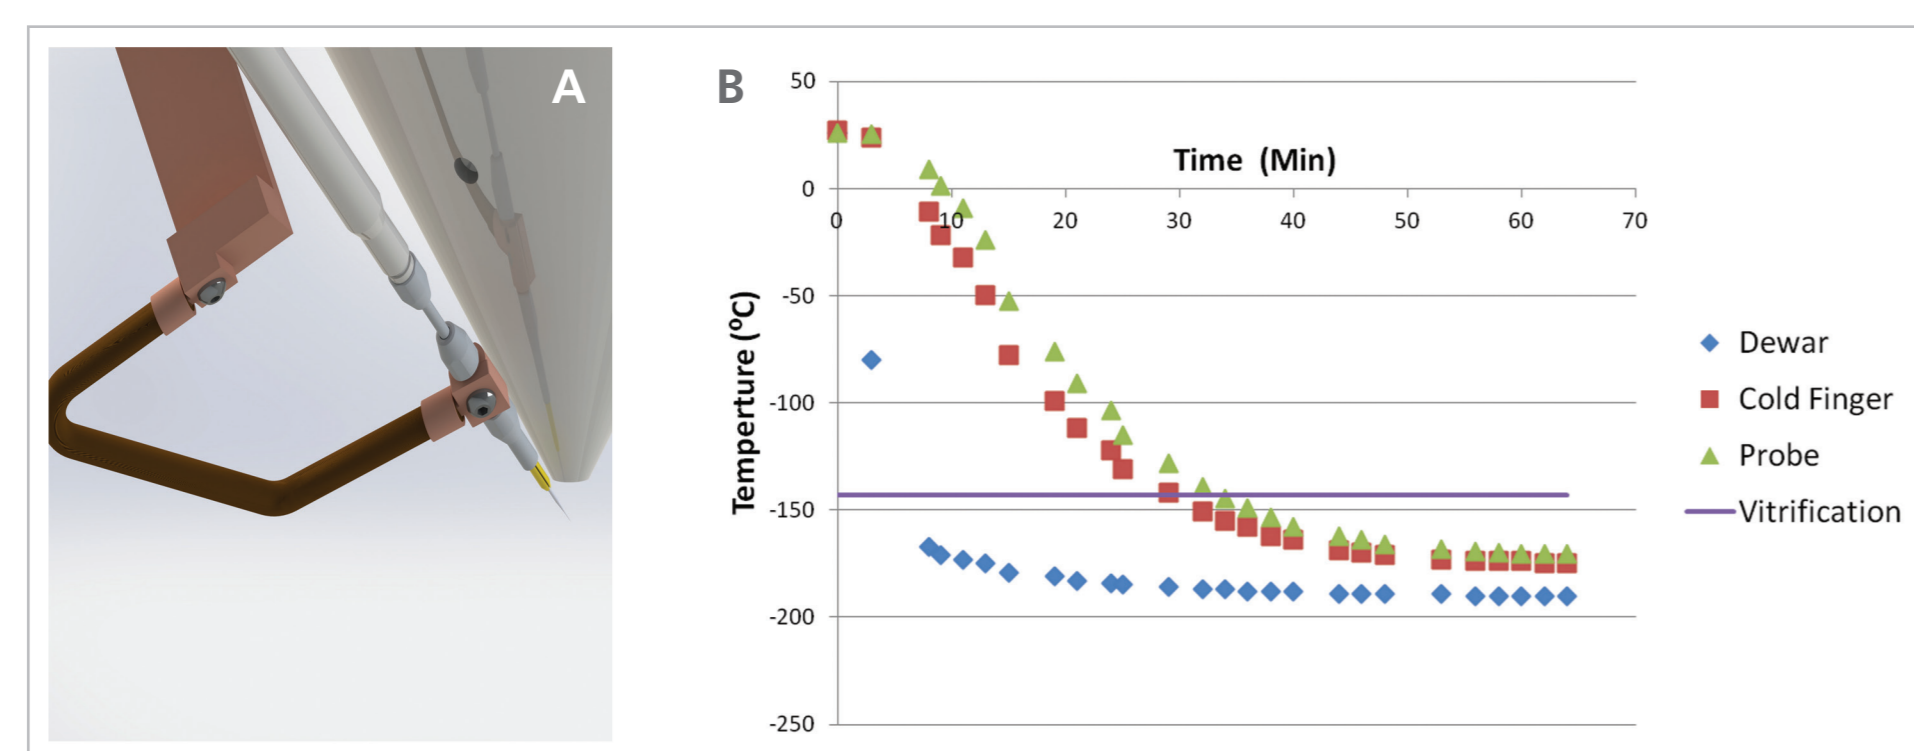 A
B
50
Time (Min)
0
0 10 20 30 40 50 60 70
-50
-100
-150
-200
-250
Temperture (ºC)
Dewar
Cold Finger
Probe
Vitrification